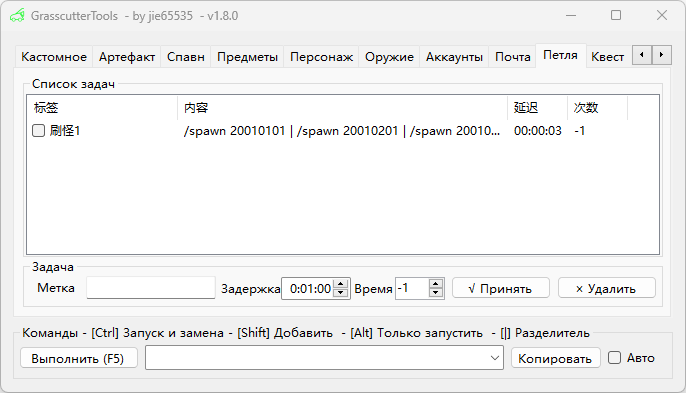 GrasscutterTools - by jie65535 - v1.8.0
Кастомное Артефакт Спавн Предметы Персонаж Оружие Аккаунты Почта Петля Квест
Список задач
标签 内容 延迟 次数
刷怪1 /spawn 20010101 | /spawn 20010201 | /spawn 20010... 00:00:03 -1
Задача
Метка Задержка 0:01:00 Время -1 √ Принять × Удалить
Команды - [Ctrl] Запуск и замена - [Shift] Добавить - [Alt] Только запустить - [|] Разделитель
Выполнить (F5) Копировать Авто